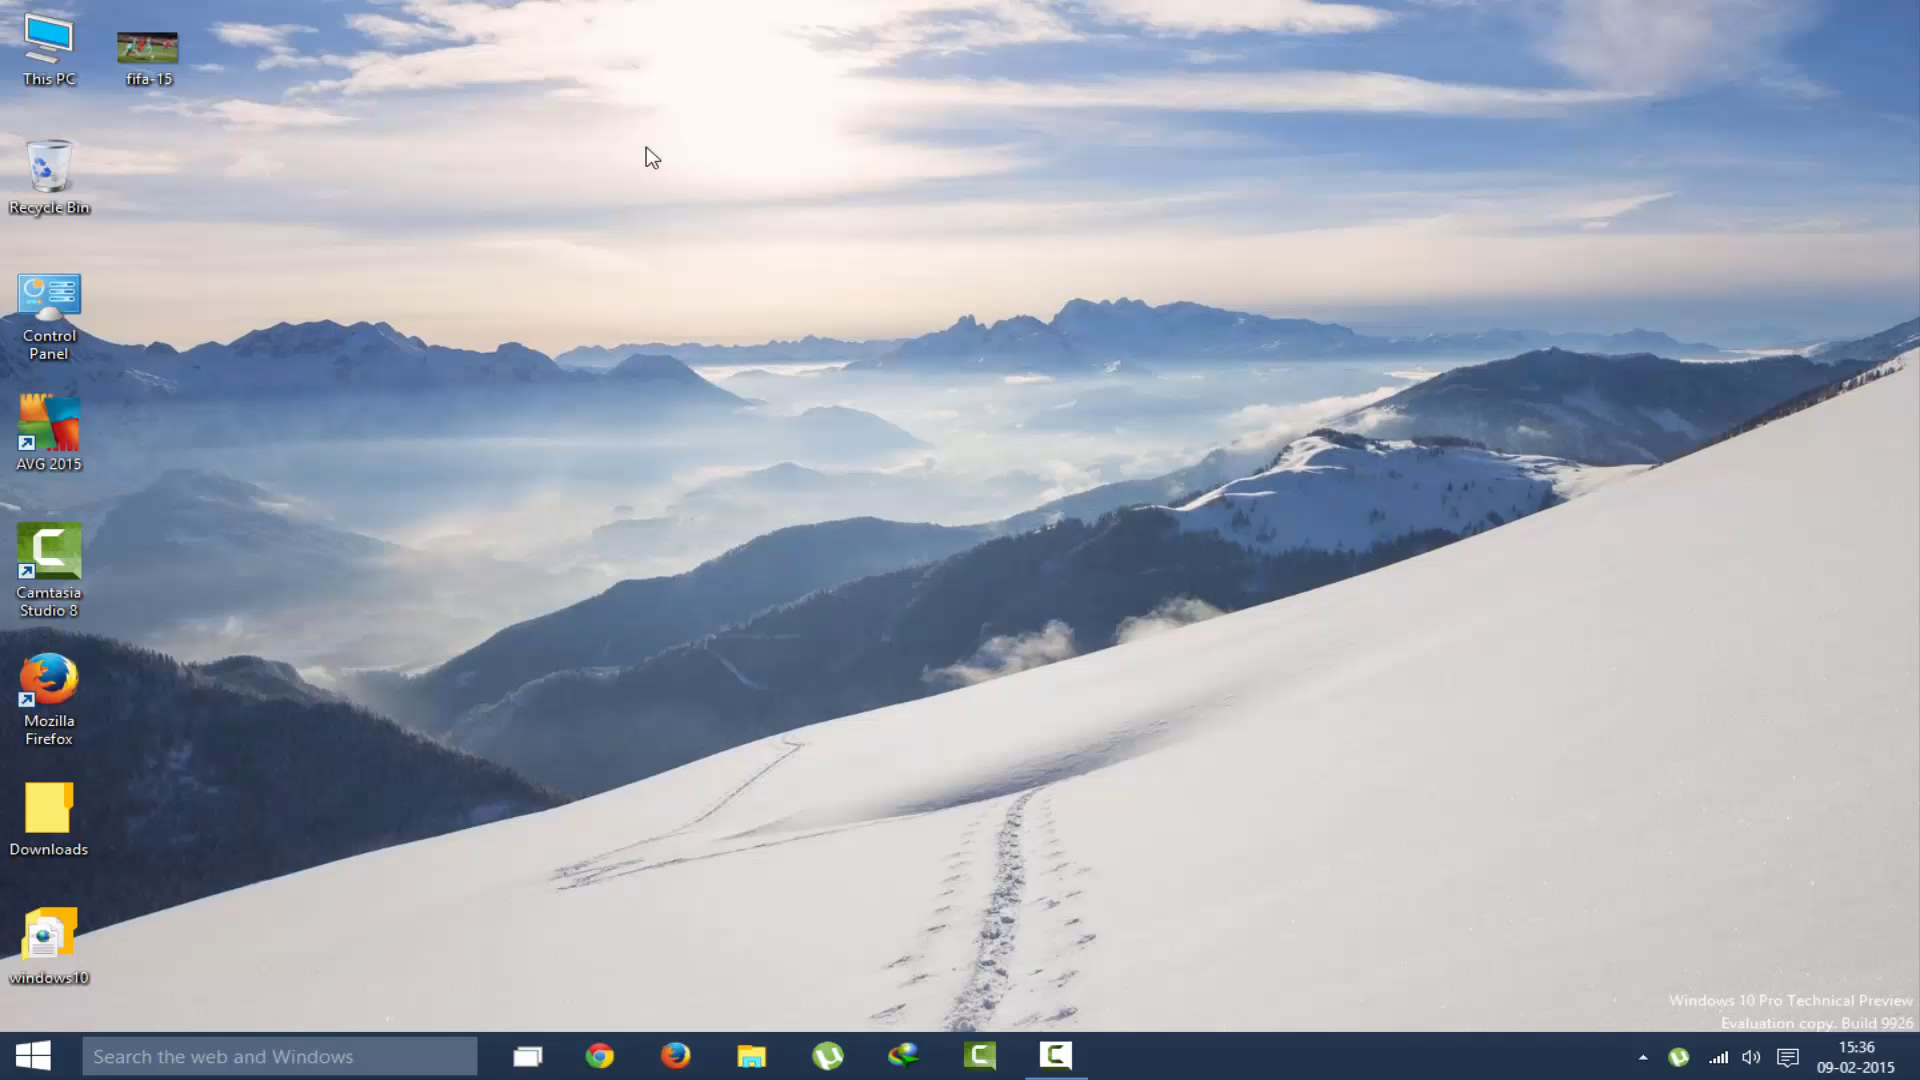 This PC
fifa-15
Recycle Bin
Control
Panel
AVG 2015
Camtasia
Studio 8
Mozilla
Firefox
Downloads
windows10
Windows 10 Pro Technical Preview
Evaluation copy. Build 9926
Search the web and Windows
15:36
09-02-2015